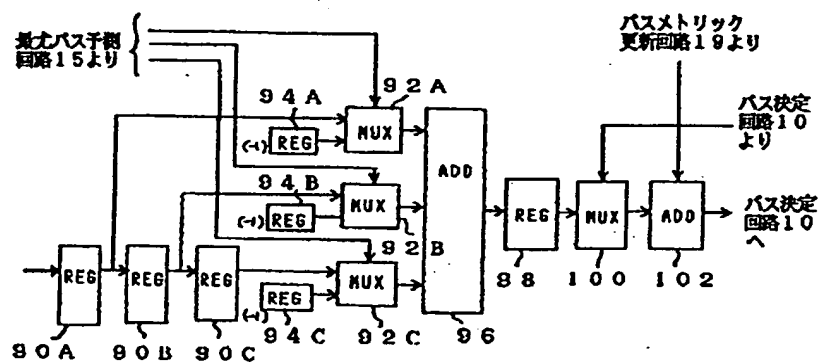 最尤パス予測
回路15より
パスメトリック
更新回路19より
パス決定
回路10
より
パス決定
回路10
へ
92A
94A
MUX
(-1)
REG
94B
MUX
(-1)
REG
92B
ADD
REG
MUX
ADD
98
100
102
REG
REG
REG
MUX
(-1)
REG
90A
90B
90C
94C
92C
96